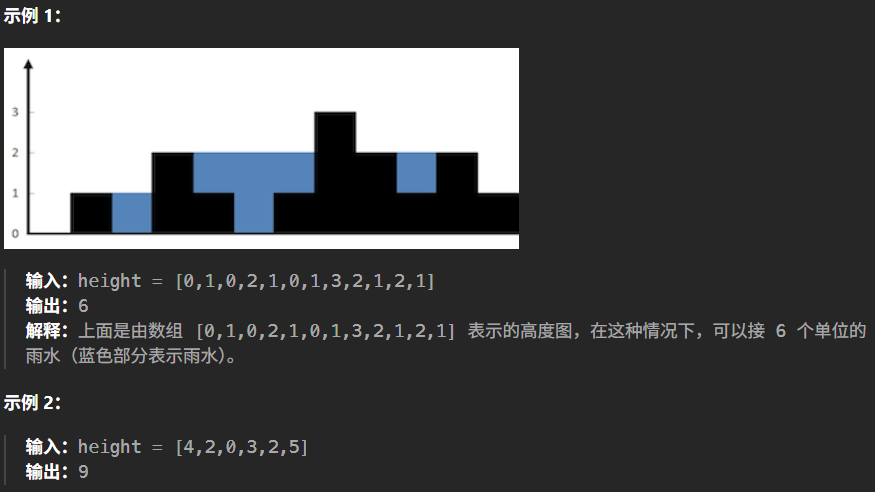 示例 1：
3
2
1
0
输入：height = [0,1,0,2,1,0,1,3,2,1,2,1]
输出：6
解释：上面是由数组 [0,1,0,2,1,0,1,3,2,1,2,1] 表示的高度图，在这种情况下，可以接 6 个单位的
雨水（蓝色部分表示雨水）。
示例 2：
输入：height = [4,2,0,3,2,5]
输出：9